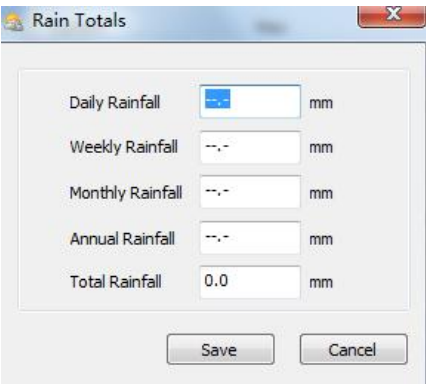 Rain Totals
Daily Rainfall --.- mm
Weekly Rainfall --.- mm
Monthly Rainfall --.- mm
Annual Rainfall --.- mm
Total Rainfall 0.0 mm
Save Cancel